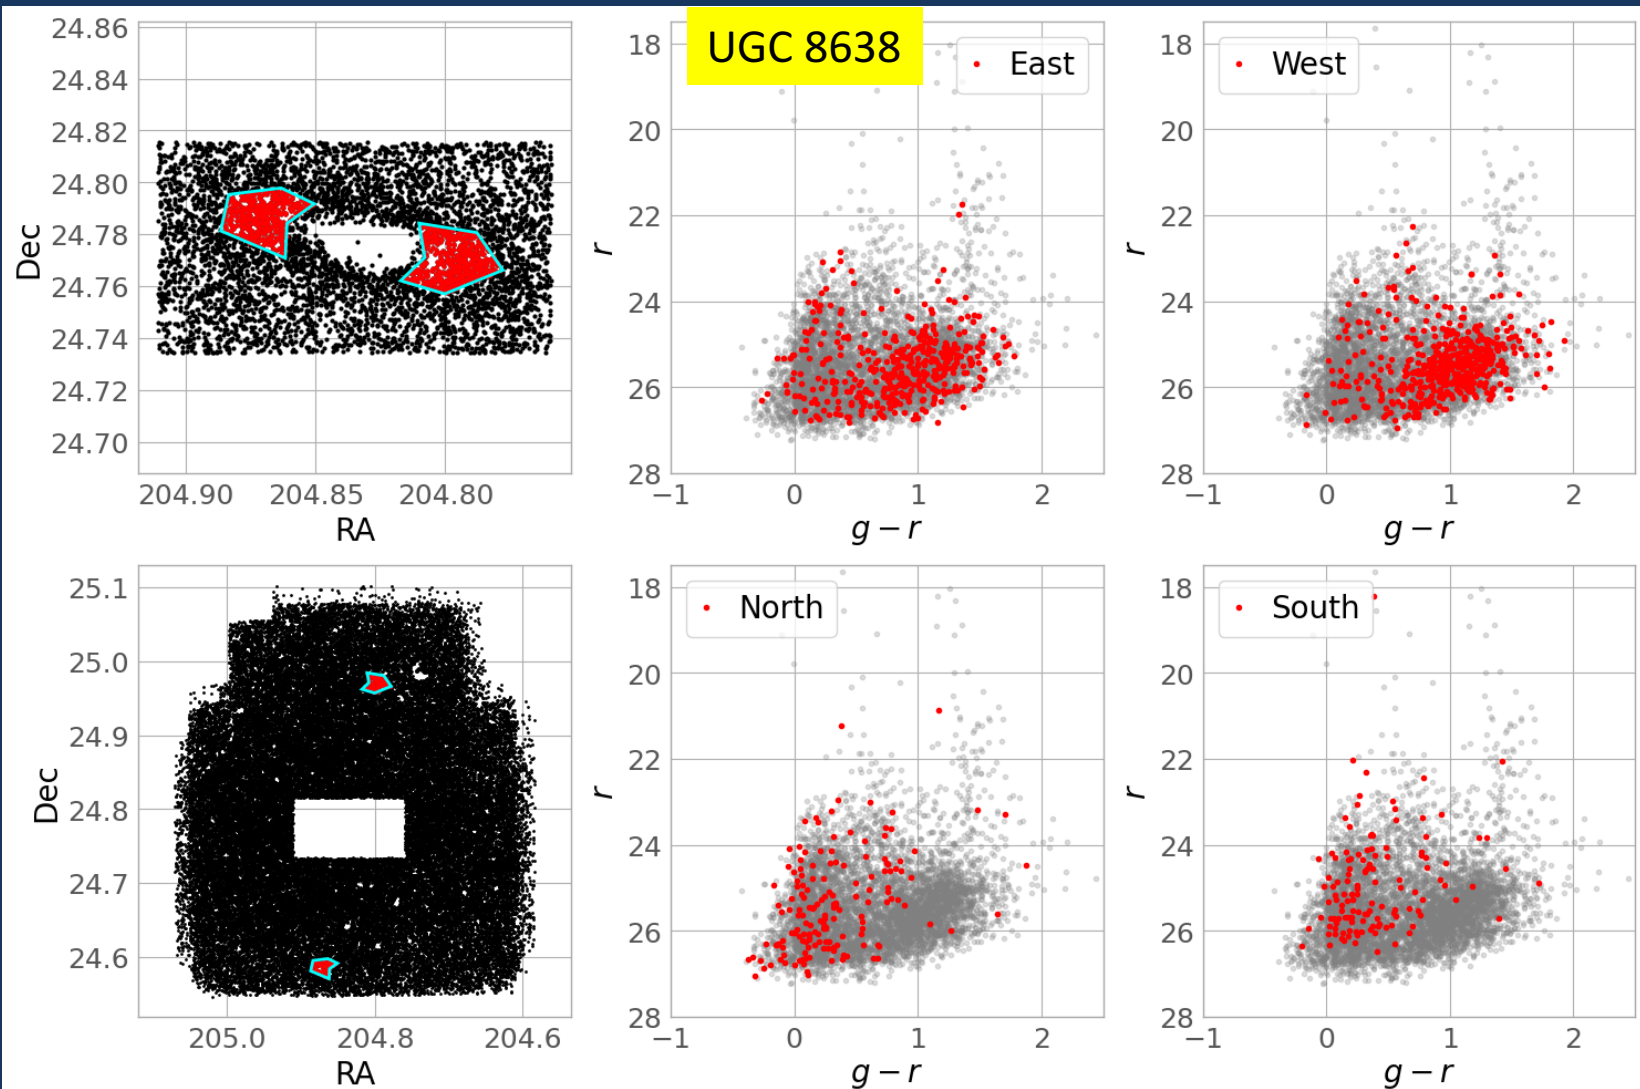 UGC 8638
24.86
24.84
24.82
24.80
24.78
24.76
24.74
24.72
24.70
Dec
204.90 204.85 204.80
RA
18
20
22
24
26
28
r
East
−1 0 1 2
g − r
18
20
22
24
26
28
r
West
−1 0 1 2
g − r
25.1
25.0
24.9
24.8
24.7
24.6
Dec
205.0 204.8 204.6
RA
18
20
22
24
26
28
r
North
−1 0 1 2
g − r
18
20
22
24
26
28
r
South
−1 0 1 2
g − r